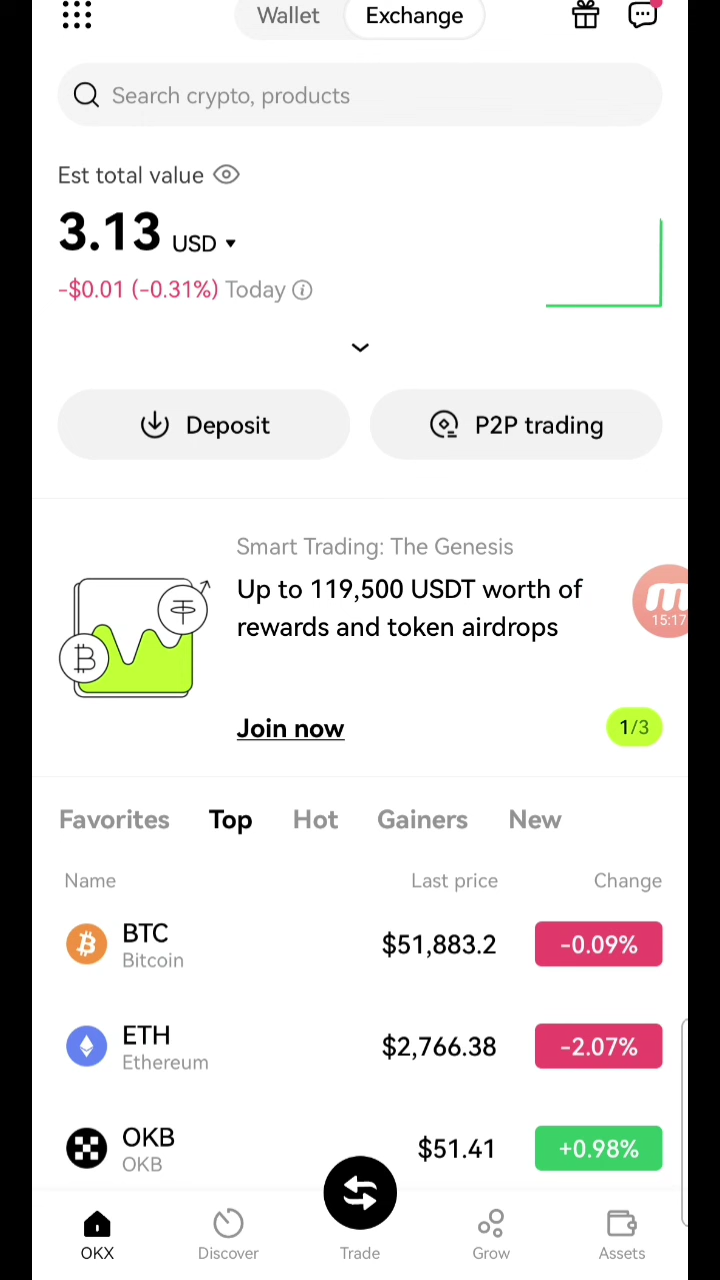 Wallet Exchange
Search crypto, products
Est total value
3.13 USD
-$0.01 (-0.31%) Today
Deposit P2P trading
Smart Trading: The Genesis
Up to 119,500 USDT worth of
rewards and token airdrops
15:17
Join now 1/3
Favorites Top Hot Gainers New
Name Last price Change
BTC $51,883.2 -0.09%
Bitcoin
ETH $2,766.38 -2.07%
Ethereum
OKB $51.41 +0.98%
OKB
OKX Discover Trade Grow Assets